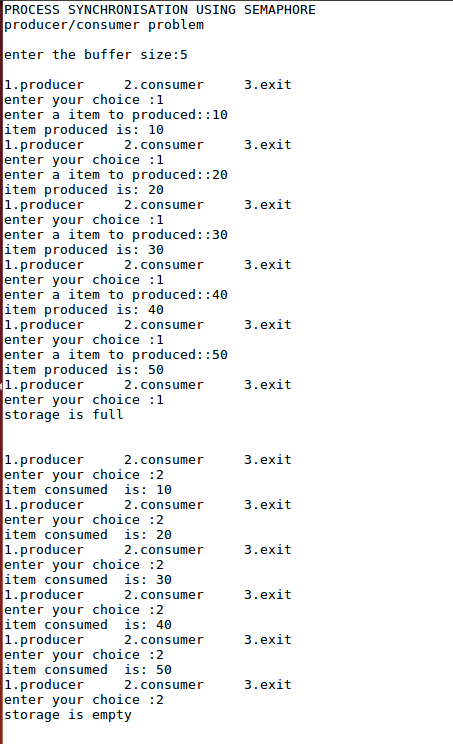 PROCESS SYNCHRONISATION USING SEMAPHORE
producer/consumer problem
enter the buffer size:5
1.producer     2.consumer     3.exit
enter your choice :1
enter a item to produced::10
item produced is: 10
1.producer     2.consumer     3.exit
enter your choice :1
enter a item to produced::20
item produced is: 20
1.producer     2.consumer     3.exit
enter your choice :1
enter a item to produced::30
item produced is: 30
1.producer     2.consumer     3.exit
enter your choice :1
enter a item to produced::40
item produced is: 40
1.producer     2.consumer     3.exit
enter your choice :1
enter a item to produced::50
item produced is: 50
1.producer     2.consumer     3.exit
enter your choice :1
storage is full
1.producer     2.consumer     3.exit
enter your choice :2
item consumed  is: 10
1.producer     2.consumer     3.exit
enter your choice :2
item consumed  is: 20
1.producer     2.consumer     3.exit
enter your choice :2
item consumed  is: 30
1.producer     2.consumer     3.exit
enter your choice :2
item consumed  is: 40
1.producer     2.consumer     3.exit
enter your choice :2
item consumed  is: 50
1.producer     2.consumer     3.exit
enter your choice :2
storage is empty